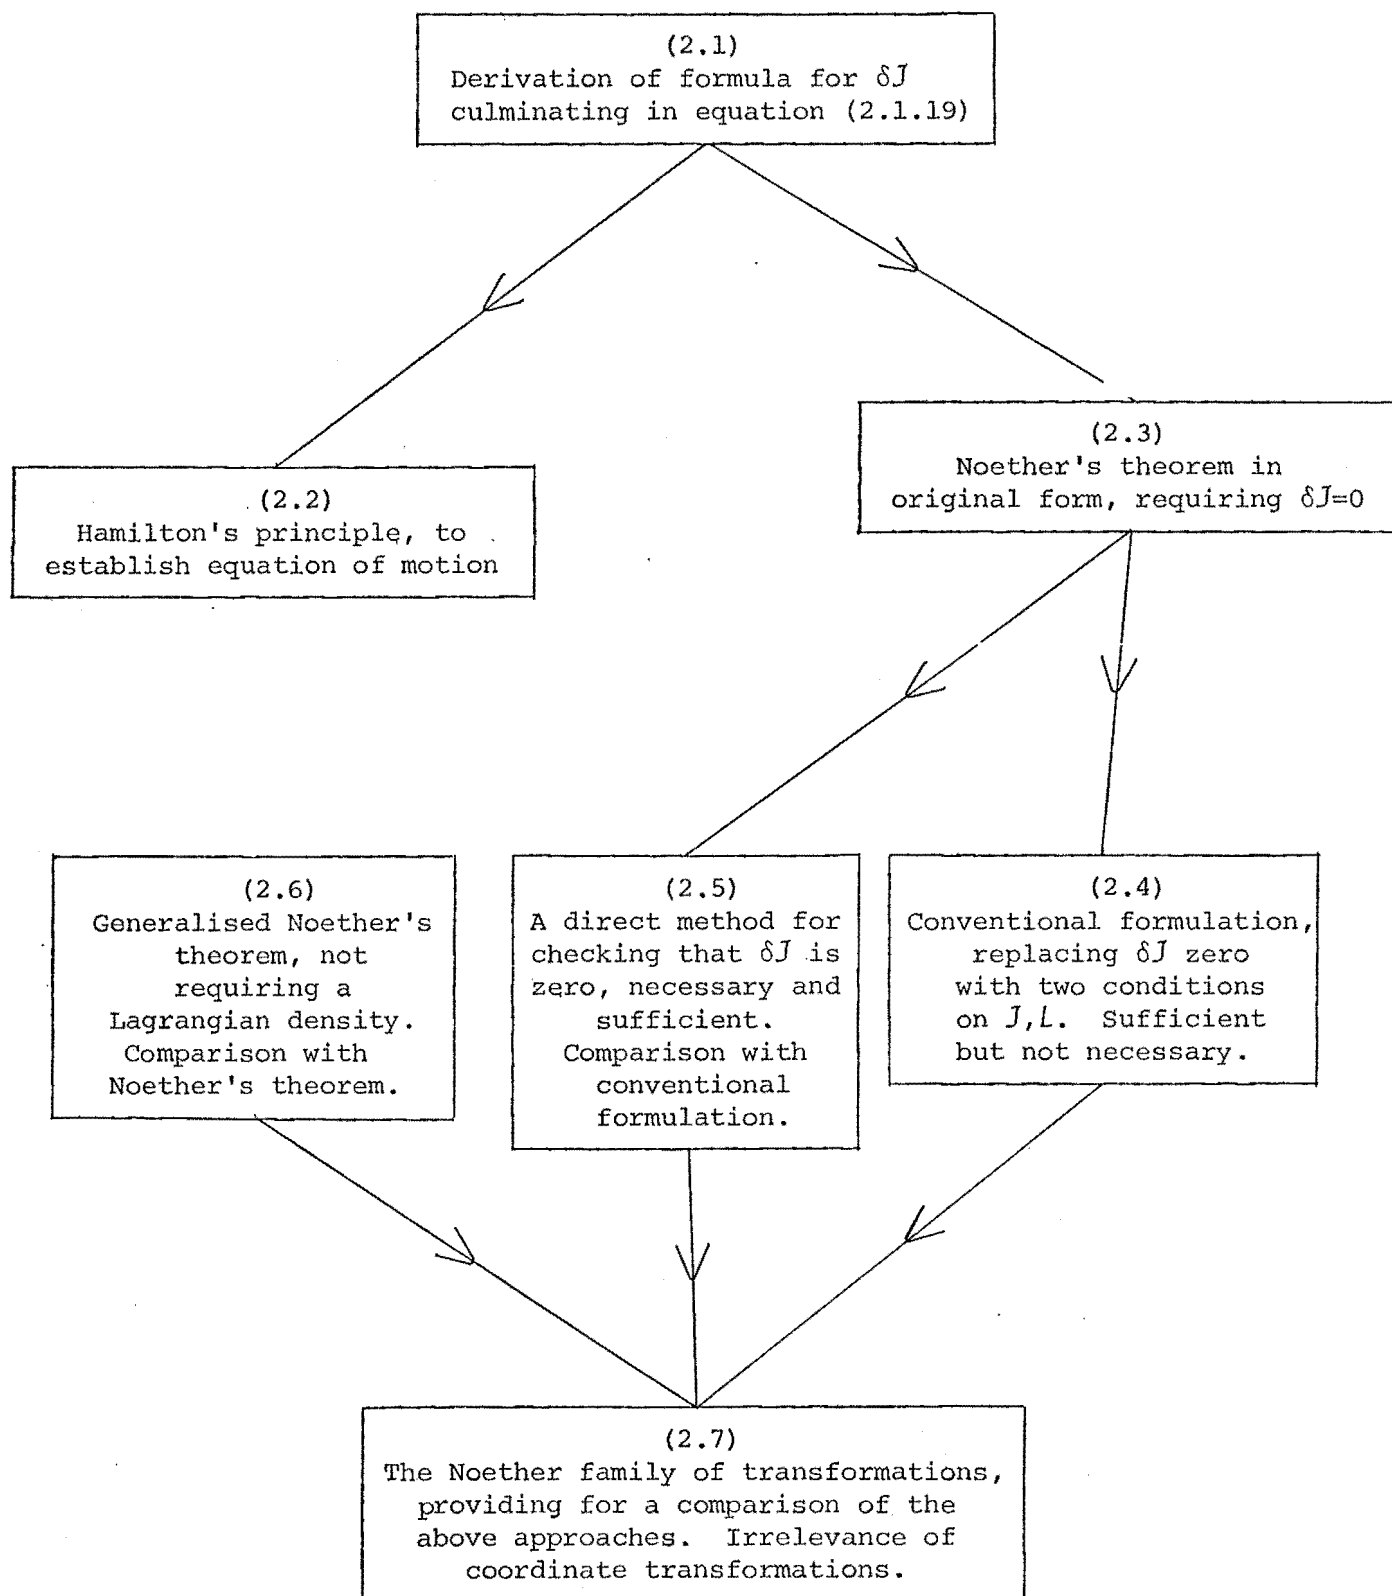 (2.1)
Derivation of formula for δJ
culminating in equation (2.1.19)
(2.2)
Hamilton's principle, to
establish equation of motion
(2.3)
Noether's theorem in
original form, requiring δJ=0
(2.6)
Generalised Noether's
theorem, not
requiring a
Lagrangian density.
Comparison with
Noether's theorem.
(2.5)
A direct method for
checking that δJ is
zero, necessary and
sufficient.
Comparison with
conventional
formulation.
(2.4)
Conventional formulation,
replacing δJ zero
with two conditions
on J,L. Sufficient
but not necessary.
(2.7)
The Noether family of transformations,
providing for a comparison of the
above approaches. Irrelevance of
coordinate transformations.